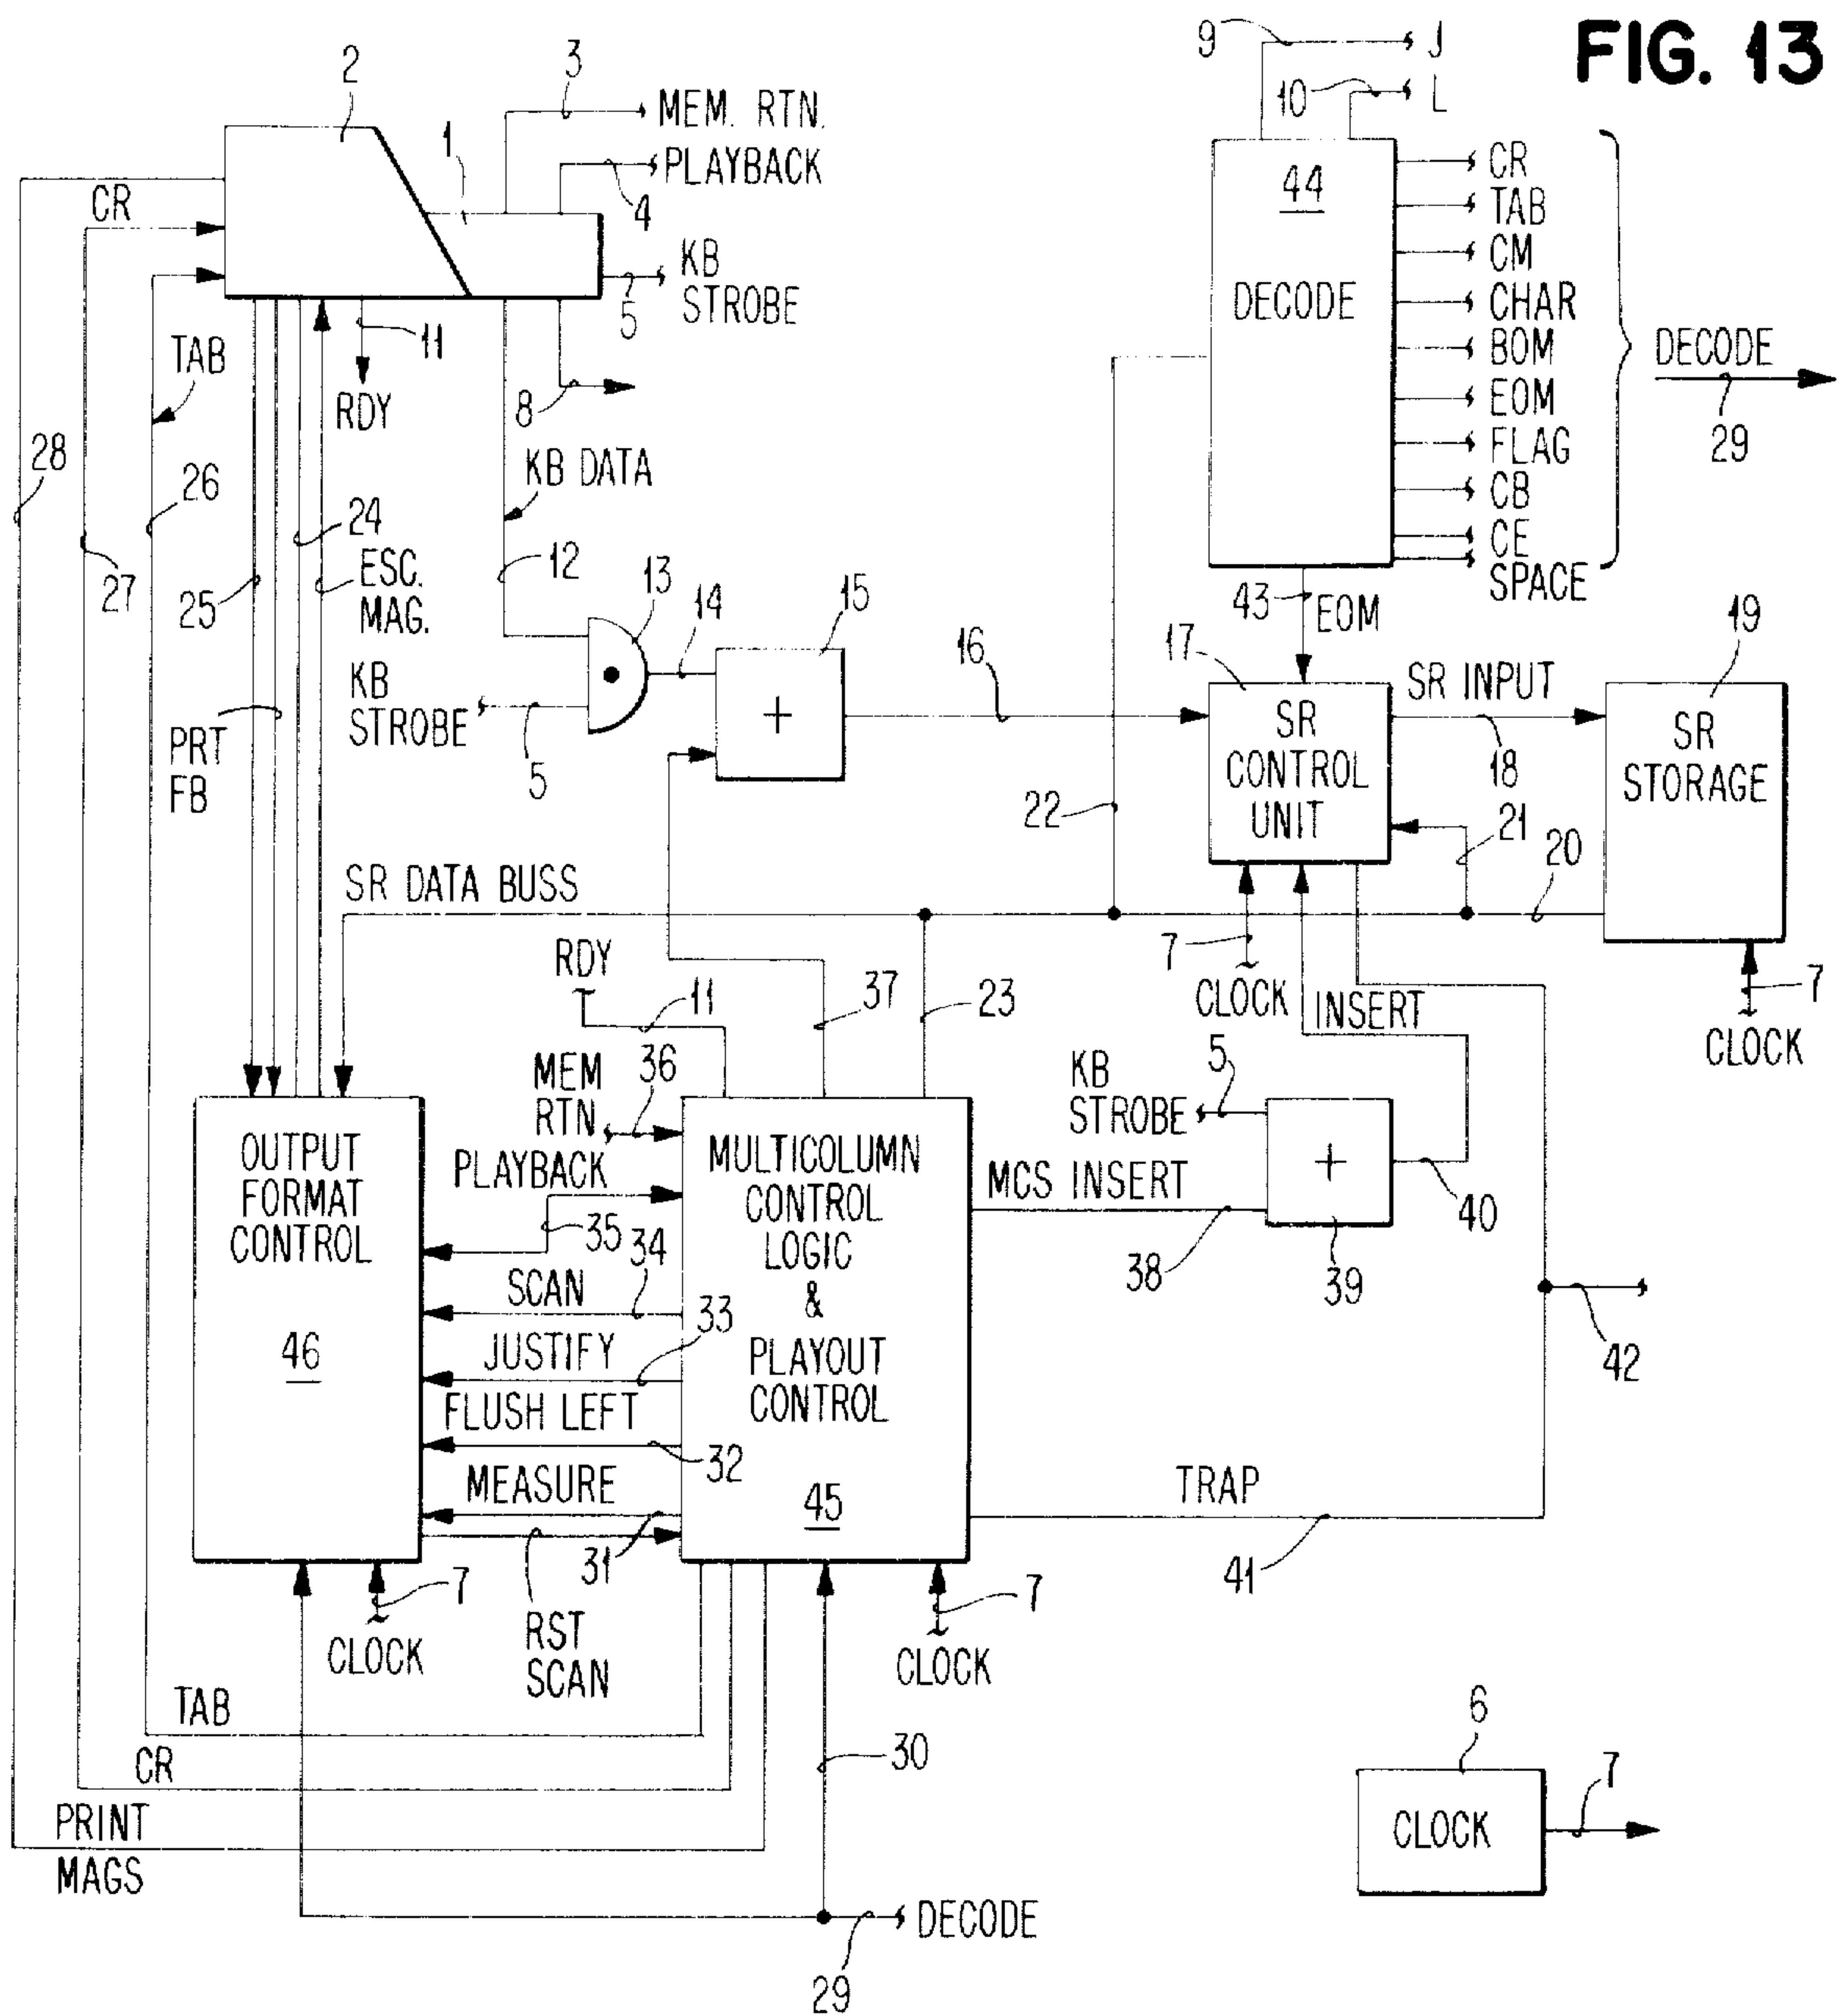 FIG. 13
9
J
10
L
2
3
MEM. RTN.
1
PLAYBACK
4
CR
KB
STROBE
5
44
DECODE
CR
TAB
CM
CHAR
BOM
EOM
FLAG
CB
CE
SPACE
DECODE
29
TAB
11
RDY
8
28
26
24
KB DATA
27
25
ESC.
MAG.
12
13
14
15
+
16
43
EOM
17
19
KB
STROBE
5
PRT
FB
SR
CONTROL
UNIT
SR INPUT
18
SR
STORAGE
22
21
20
SR DATA BUSS
RDY
11
37
23
7
CLOCK
INSERT
7
CLOCK
MEM
RTN
36
PLAYBACK
35
5
KB
STROBE
+
39
40
MCS INSERT
38
OUTPUT
FORMAT
CONTROL
46
MULTICOLUMN
CONTROL
LOGIC
&
PLAYOUT
CONTROL
45
SCAN
34
JUSTIFY
33
FLUSH LEFT
32
MEASURE
31
42
TRAP
41
7
CLOCK
RST
SCAN
7
CLOCK
TAB
CR
PRINT
MAGS
30
6
CLOCK
7
DECODE
29